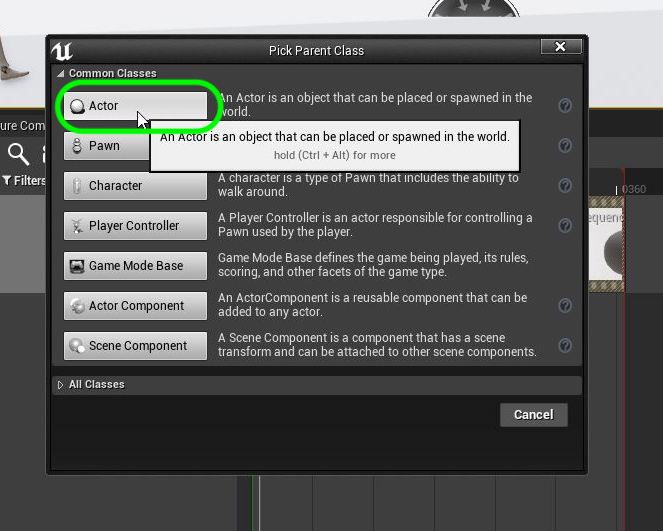 Pick Parent Class
Common Classes
Actor
An Actor is an object that can be placed or spawned in the
world.
An Actor is an object that can be placed or spawned in the world.
hold (Ctrl + Alt) for more
Pawn
Character
A character is a type of Pawn that includes the ability to
walk around.
Player Controller
A Player Controller is an actor responsible for controlling a
Pawn used by the player.
Game Mode Base
Game Mode Base defines the game being played, its rules,
scoring, and other facets of the game type.
Actor Component
An ActorComponent is a reusable component that can be
added to any actor.
Scene Component
A Scene Component is a component that has a scene
transform and can be attached to other scene components.
All Classes
Cancel
ure Com
Filters
0360
equenc